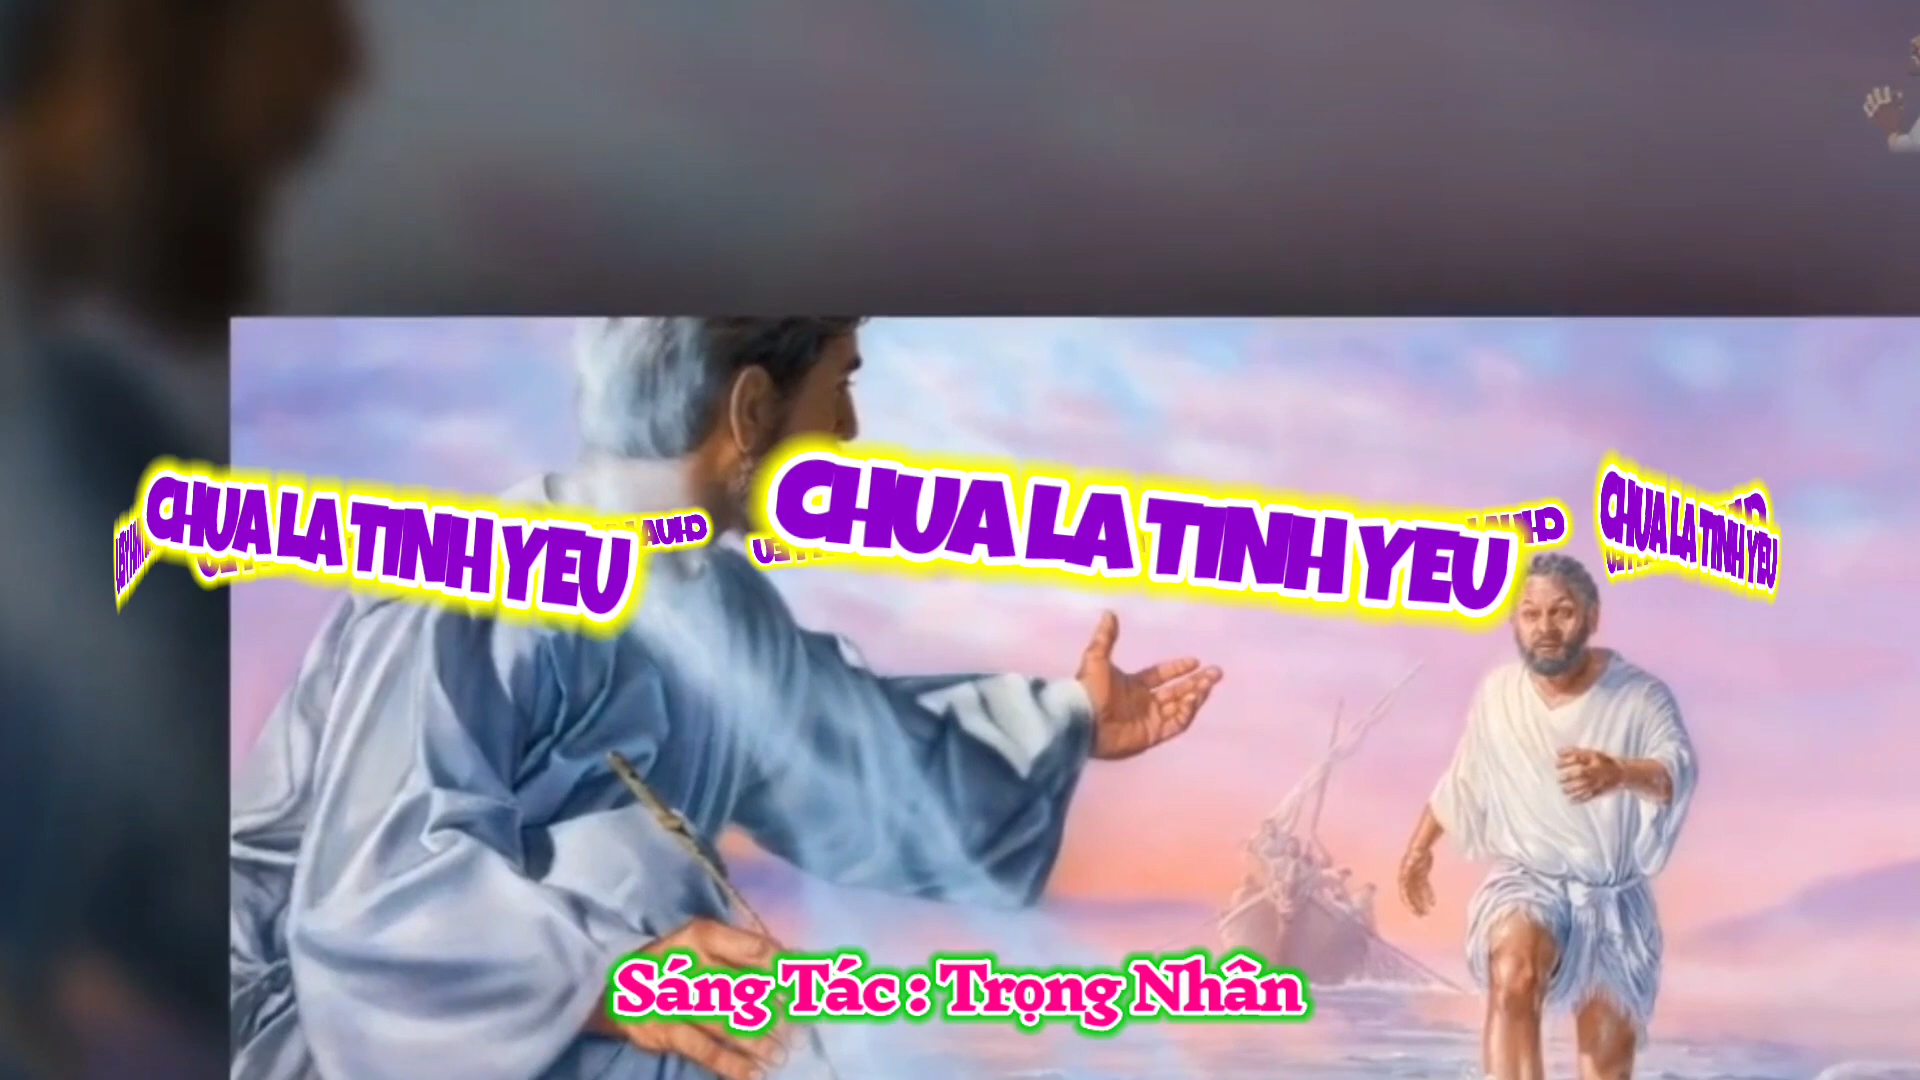 CHUA LA TINH YEU CHUA LA TINH YEU CHUA LA TINH YEU
Sáng Tác : Trọng Nhân